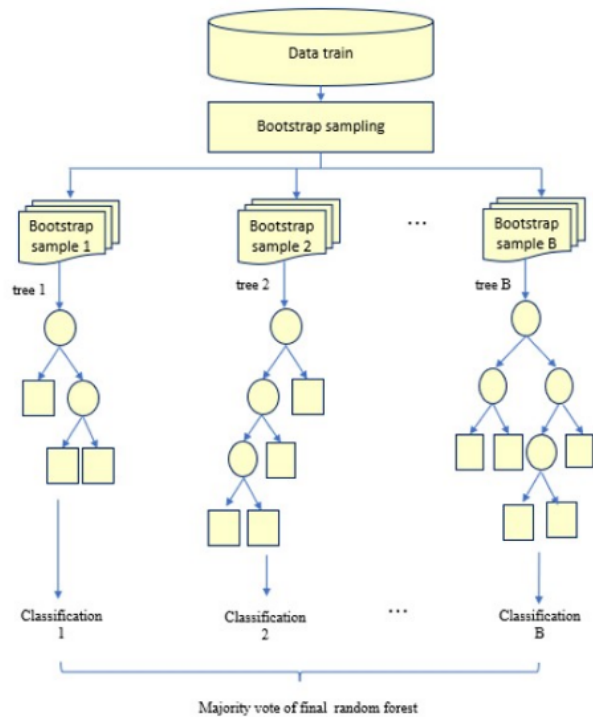 Data train
Bootstrap sampling
Bootstrap
sample 1
Bootstrap
sample 2
...
Bootstrap
sample B
tree 1
tree 2
tree B
Classification
1
Classification
2
...
Classification
B
Majority vote of final random forest